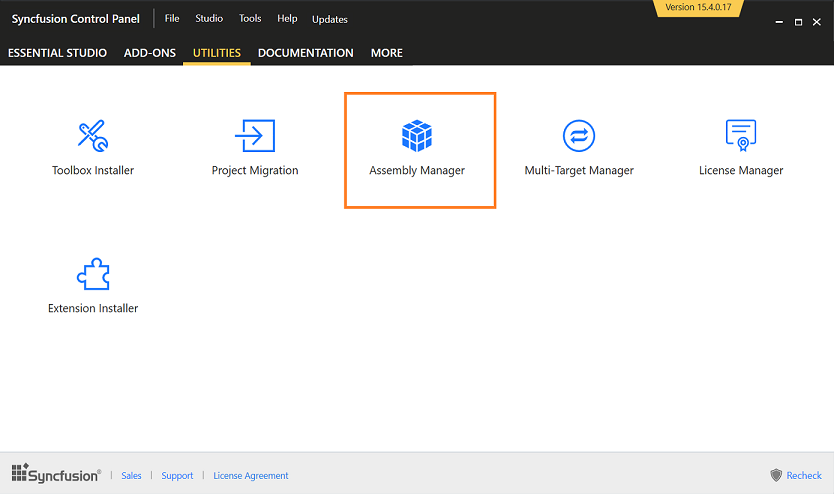 Syncfusion Control Panel File Studio Tools Help Updates Version 15.4.0.17
ESSENTIAL STUDIO ADD-ONS UTILITIES DOCUMENTATION MORE
Toolbox Installer Project Migration Assembly Manager Multi-Target Manager License Manager
Extension Installer
Syncfusion® Sales Support License Agreement Recheck